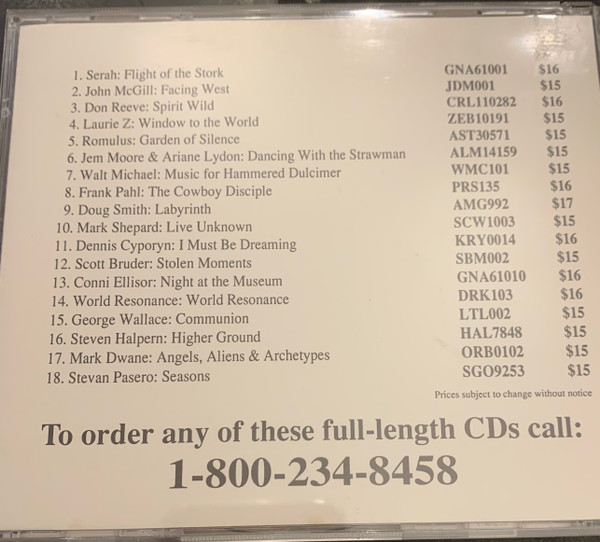 1. Serah: Flight of the Stork GNA61001 $16
2. John McGill: Facing West JDM001 $15
3. Don Reeve: Spirit Wild CRL110282 $16
4. Laurie Z: Window to the World ZEB10191 $15
5. Romulus: Garden of Silence AST30571 $15
6. Jem Moore & Ariane Lydon: Dancing With the Strawman ALM14159 $15
7. Walt Michael: Music for Hammered Dulcimer WMC101 $15
8. Frank Pahl: The Cowboy Disciple PRS135 $16
9. Doug Smith: Labyrinth AMG992 $17
10. Mark Shepard: Live Unknown SCW1003 $15
11. Dennis Cyporyn: I Must Be Dreaming KRY0014 $16
12. Scott Bruder: Stolen Moments SBM002 $15
13. Conni Ellisor: Night at the Museum GNA61010 $16
14. World Resonance: World Resonance DRK103 $16
15. George Wallace: Communion LTL002 $15
16. Steven Halpern: Higher Ground HAL7848 $15
17. Mark Dwane: Angels, Aliens & Archetypes ORB0102 $15
18. Stevan Pasero: Seasons SGO9253 $15
Prices subject to change without notice
To order any of these full-length CDs call:
1-800-234-8458